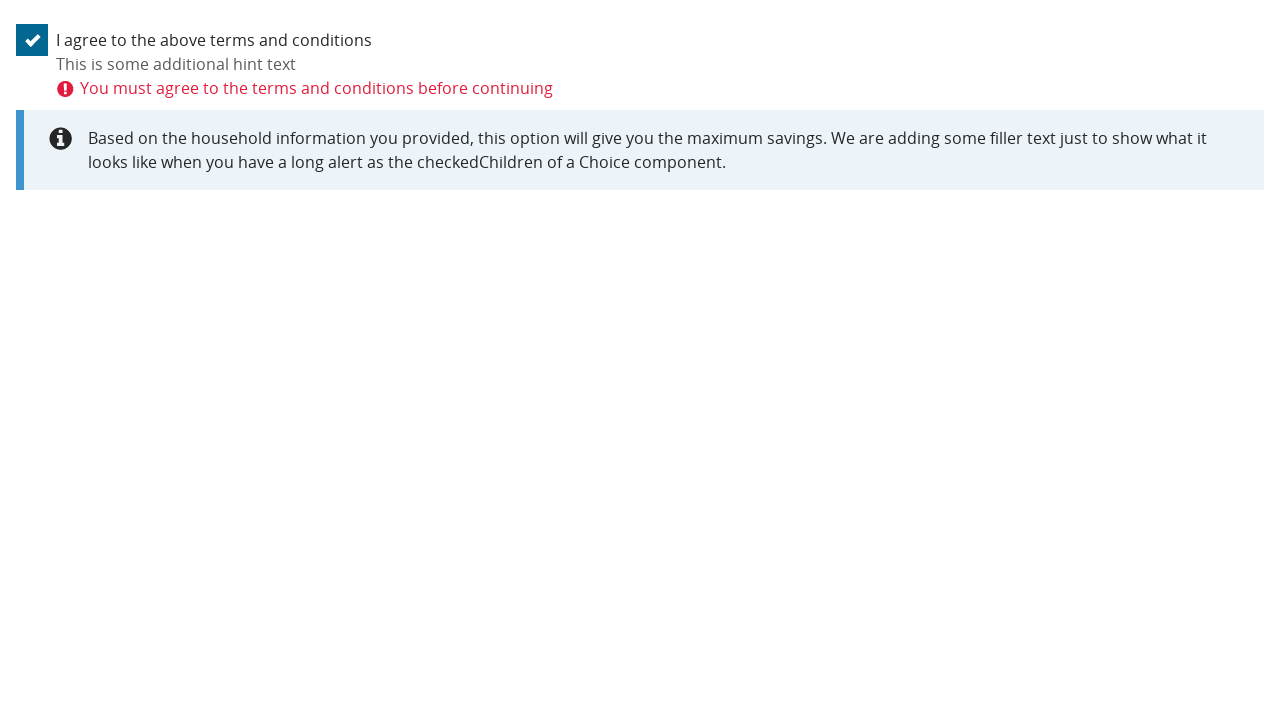 I agree to the above terms and conditions
This is some additional hint text
You must agree to the terms and conditions before continuing
Based on the household information you provided, this option will give you the maximum savings. We are adding some filler text just to show what it
looks like when you have a long alert as the checkedChildren of a Choice component.